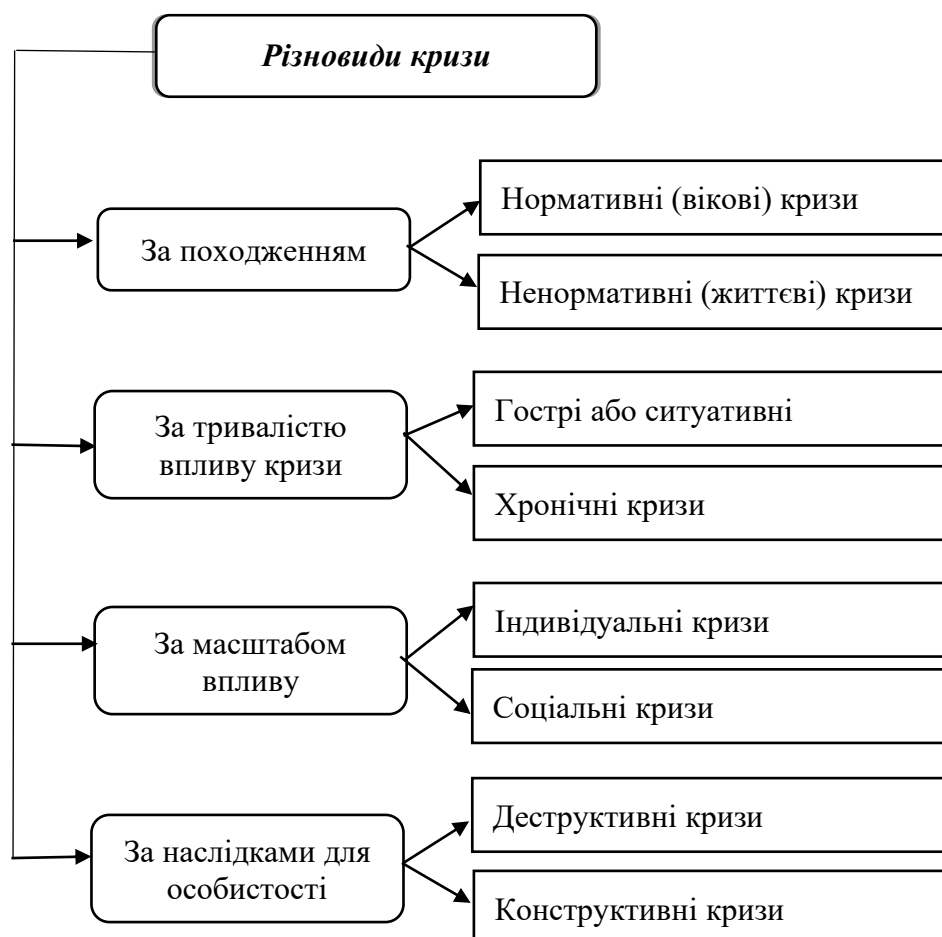 Різновиди кризи
За походженням
Нормативні (вікові) кризи
Ненормативні (життєві) кризи
За тривалістю
впливу кризи
Гострі або ситуативні
Хронічні кризи
За масштабом
впливу
Індивідуальні кризи
Соціальні кризи
За наслідками для
особистості
Деструктивні кризи
Конструктивні кризи